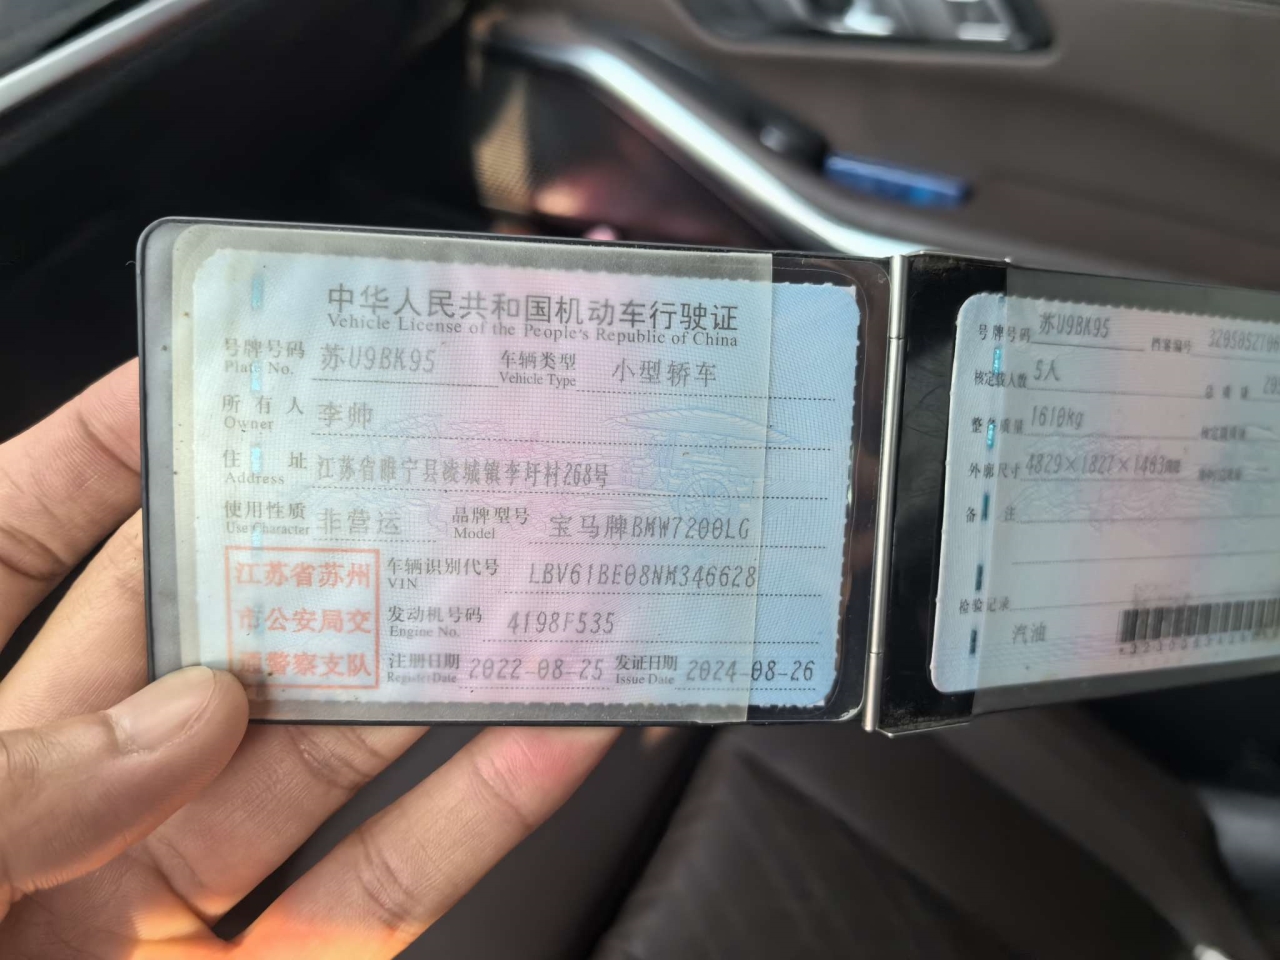 中华人民共和国机动车行驶证
Vehicle License of the People's Republic of China
号牌号码 苏U9BK95 车辆类型 小型轿车
Plate No. Vehicle Type
所有人 李帅
Owner
住址 江苏省睢宁县凌城镇李圩村268号
Address
使用性质 非营运 品牌型号 宝马牌BMW7200LG
Use Character Model
江苏省苏州
市公安局交
通警察支队
车辆识别代号 LBV61BE08NM346628
VIN
发动机号码 4198F535
Engine No.
注册日期 2022-08-25 发证日期 2024-08-26
Register Date Issue Date
号牌号码 苏U9BK95 档案编号
核定载人数 5人 总质量
整备质量 1610kg
外廓尺寸 4829×1827×1463
备注
检验记录
汽油